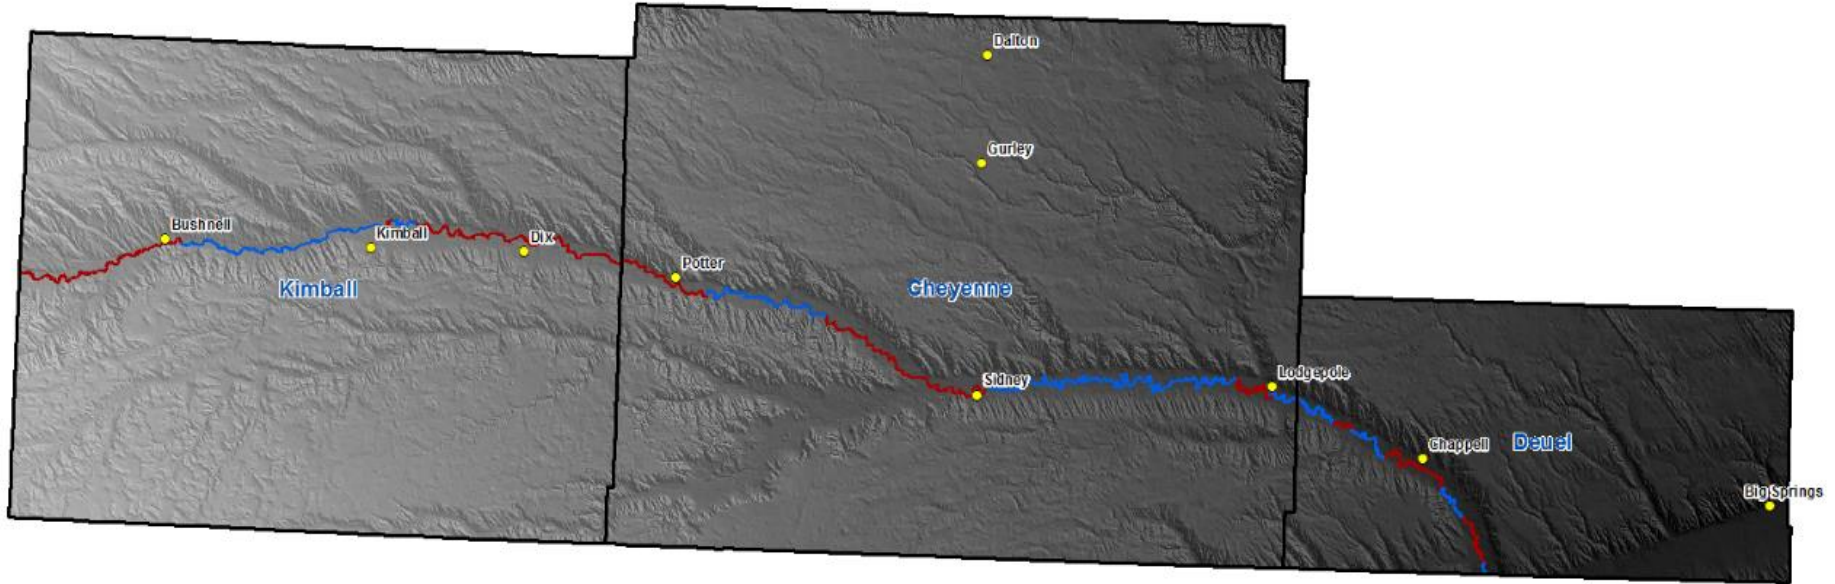 Dalton
Gurley
Bushnell
Kimball
Dix
Potter
Kimball
Cheyenne
Sidney
Lodgepole
Chappell
Deuel
Big Springs